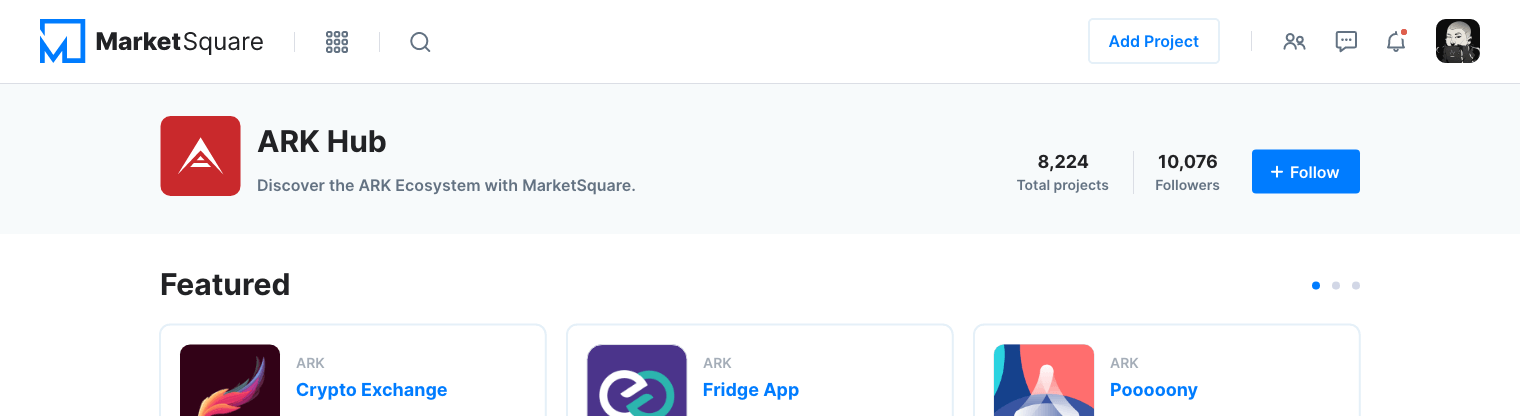 MarketSquare
Add Project
ARK Hub
Discover the ARK Ecosystem with MarketSquare.
8,224
Total projects
10,076
Followers
+ Follow
Featured
ARK
Crypto Exchange
ARK
Fridge App
ARK
Pooooony